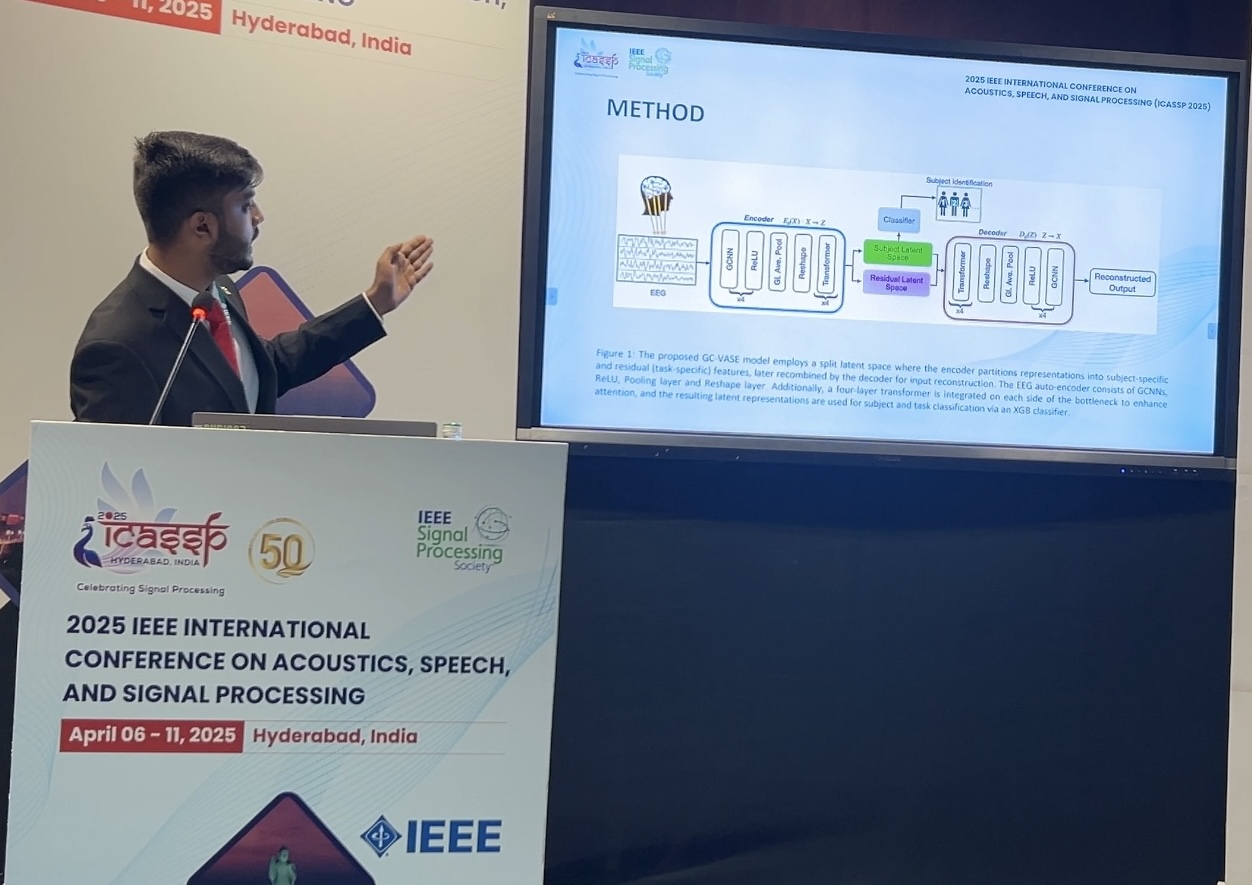 11, 2025 Hyderabad, India
icassp
IEEE
Signal
Processing
Society
2025 IEEE INTERNATIONAL CONFERENCE ON
ACOUSTICS, SPEECH, AND SIGNAL PROCESSING (ICASSP 2025)
METHOD
Subject Identification
Classifier
Encoder E(X) · X → Z
Decoder D(Z) Z → X
GCNN
ReLU
Gl. Ave. Pool
Reshape
Transformer
x4
x4
Subject Latent
Space
Residual Latent
Space
Transformer
Reshape
Gl. Ave. Pool
ReLU
GCNN
x4
x4
Reconstructed
Output
EEG
Figure 1: The proposed GC-VASE model employs a split latent space where the encoder partitions representations into subject-specific
and residual (task-specific) features, later recombined by the decoder for input reconstruction. The EEG auto-encoder consists of GCNNs,
ReLU, Pooling layer and Reshape layer Additionally, a four-layer transformer is integrated on each side of the bottleneck to enhance
attention, and the resulting latent representations are used for subject and task classification via an XGB classifier.
2025
icassp
HYDERABAD, INDIA
Celebrating Signal Processing
50
IEEE
Signal
Processing
Society
2025 IEEE INTERNATIONAL
CONFERENCE ON ACOUSTICS, SPEECH,
AND SIGNAL PROCESSING
April 06 - 11, 2025 Hyderabad, India
IEEE